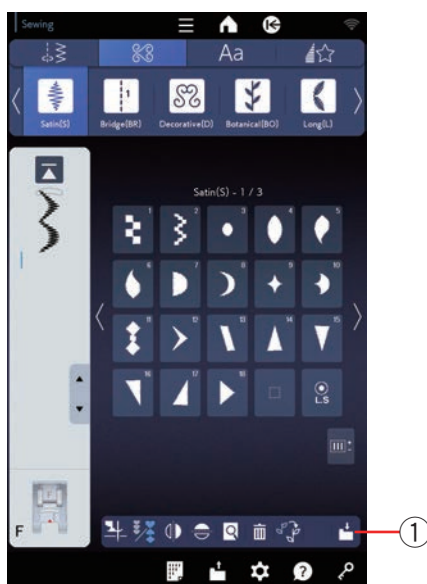 Sewing
Aa
1
Satin(S) Bridge(BR) Decorative(D) Botanical(BO) Long(L)
Satin(S) - 1 / 3
1 2 3 4 5
6 7 8 9 10
11 12 13 14 15
16 17 18
L.S
F
1
?